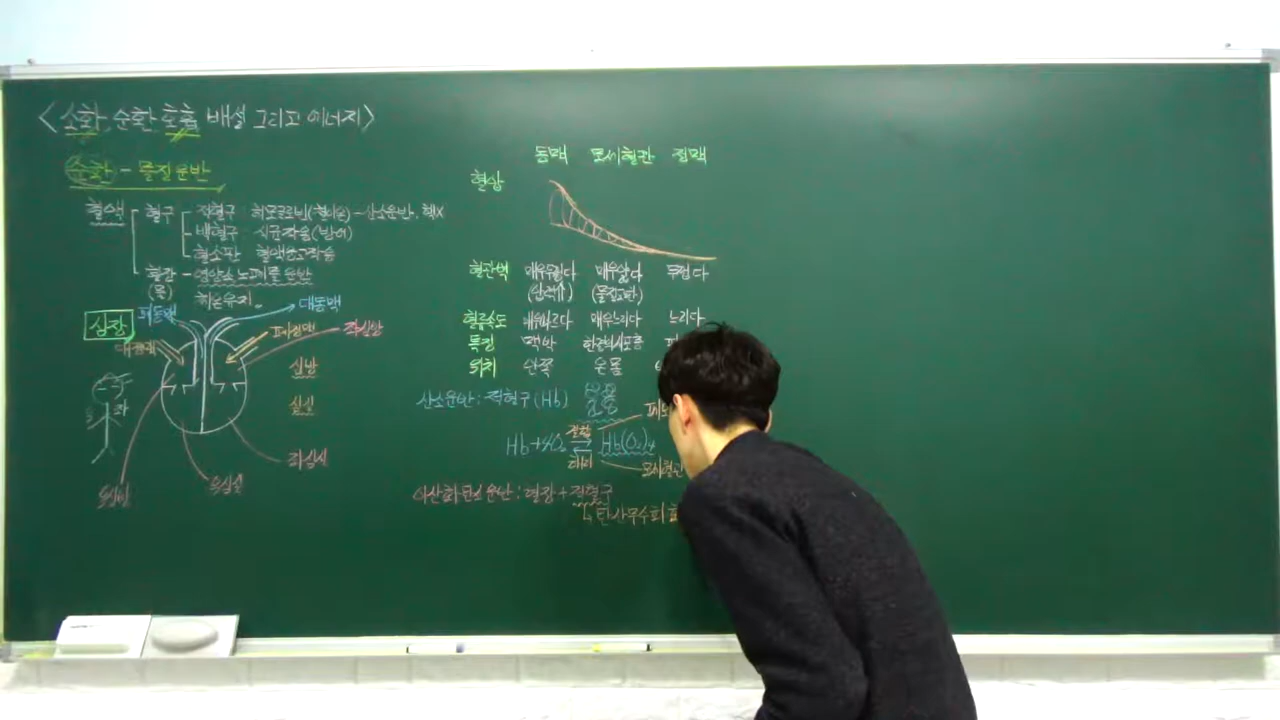 <소화, 순환, 호흡, 배설 그리고 에너지>
순환 - 물질운반
혈액 혈구 적혈구 헤모글로빈(철이온) - 산소운반. 핵X
백혈구 식균작용(방어)
혈소판 혈액응고작용
혈장 - 영양소, 노폐물 운반
(물) 체온유지.
심장 폐동맥 대동맥
대정맥 폐정맥 좌심방
심방
심실
좌
좌심실
우심방 우심실
동맥 모세혈관 정맥
혈압
혈관벽 매우두껍다 매우얇다 두껍다
(압력↑) (물질교환)
혈류속도 매우빠르다 매우느리다 느리다
특징 맥박 한겹의세포층
위치 안쪽 온몸
산소운반: 적혈구(Hb)
Hb+4O₂ 결합 해리 Hb(O₂)₄
모세혈관
이산화탄소운반: 혈장 + 적혈구
탄산무수화효